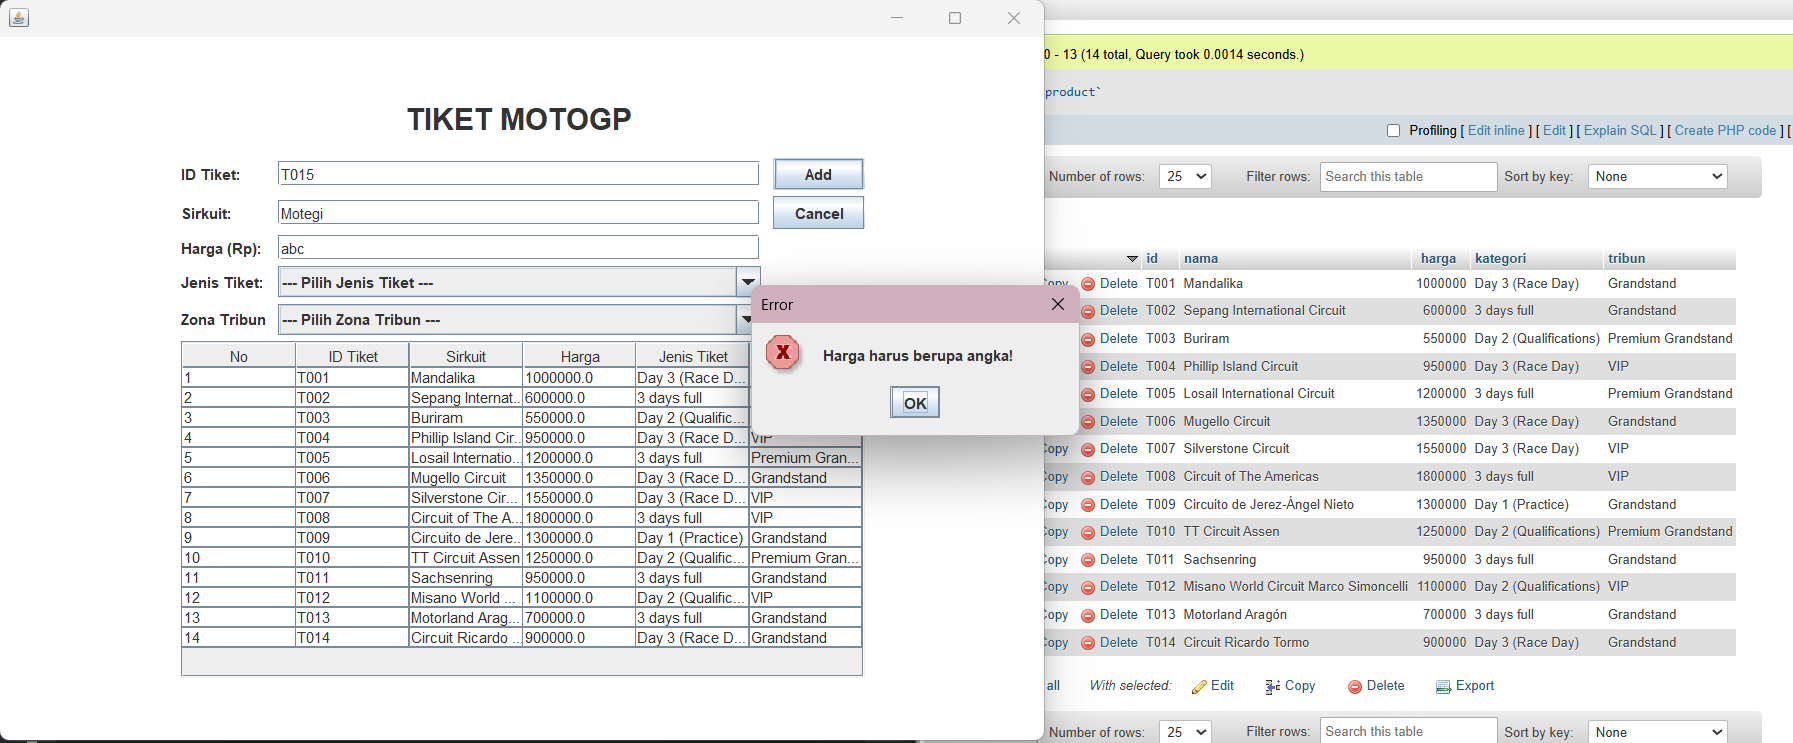 TIKET MOTOGP
ID Tiket: T015 Add
Sirkuit: Motegi Cancel
Harga (Rp): abc
Jenis Tiket: --- Pilih Jenis Tiket ---
Zona Tribun --- Pilih Zona Tribun ---
No ID Tiket Sirkuit Harga Jenis Tiket
1 T001 Mandalika 1000000.0 Day 3 (Race D...
2 T002 Sepang Internat... 600000.0 3 days full
3 T003 Buriram 550000.0 Day 2 (Qualific...
4 T004 Phillip Island Cir... 950000.0 Day 3 (Race D... VIP
5 T005 Losail Internatio... 1200000.0 3 days full Premium Gran...
6 T006 Mugello Circuit 1350000.0 Day 3 (Race D... Grandstand
7 T007 Silverstone Cir... 1550000.0 Day 3 (Race D... VIP
8 T008 Circuit of The A... 1800000.0 3 days full VIP
9 T009 Circuito de Jere... 1300000.0 Day 1 (Practice) Grandstand
10 T010 TT Circuit Assen 1250000.0 Day 2 (Qualific... Premium Gran...
11 T011 Sachsenring 950000.0 3 days full Grandstand
12 T012 Misano World ... 1100000.0 Day 2 (Qualific... VIP
13 T013 Motorland Arag... 700000.0 3 days full Grandstand
14 T014 Circuit Ricardo ... 900000.0 Day 3 (Race D... Grandstand
Error
Harga harus berupa angka!
OK
0 - 13 (14 total, Query took 0.0014 seconds.)
product`
Profiling [ Edit inline ] [ Edit ] [ Explain SQL ] [ Create PHP code ] [
Number of rows: 25 Filter rows: Search this table Sort by key: None
id nama harga kategori tribun
Copy Delete T001 Mandalika 1000000 Day 3 (Race Day) Grandstand
Delete T002 Sepang International Circuit 600000 3 days full Grandstand
Delete T003 Buriram 550000 Day 2 (Qualifications) Premium Grandstand
Delete T004 Phillip Island Circuit 950000 Day 3 (Race Day) VIP
Delete T005 Losail International Circuit 1200000 3 days full Premium Grandstand
Delete T006 Mugello Circuit 1350000 Day 3 (Race Day) Grandstand
Copy Delete T007 Silverstone Circuit 1550000 Day 3 (Race Day) VIP
Copy Delete T008 Circuit of The Americas 1800000 3 days full VIP
Copy Delete T009 Circuito de Jerez-Ángel Nieto 1300000 Day 1 (Practice) Grandstand
Copy Delete T010 TT Circuit Assen 1250000 Day 2 (Qualifications) Premium Grandstand
Copy Delete T011 Sachsenring 950000 3 days full Grandstand
Copy Delete T012 Misano World Circuit Marco Simoncelli 1100000 Day 2 (Qualifications) VIP
Copy Delete T013 Motorland Aragón 700000 3 days full Grandstand
Copy Delete T014 Circuit Ricardo Tormo 900000 Day 3 (Race Day) Grandstand
all With selected: Edit Copy Delete Export
Number of rows: 25 Filter rows: Search this table Sort by key: None